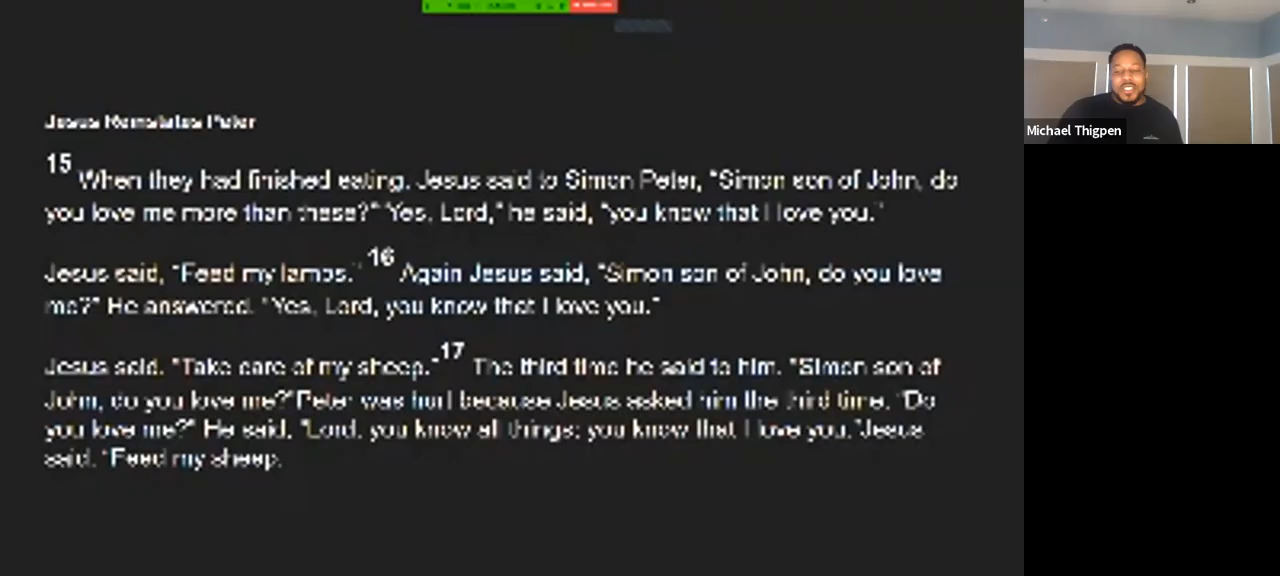 Jesus Reinstates Peter
15 When they had finished eating, Jesus said to Simon Peter, "Simon son of John, do
you love me more than these?" "Yes, Lord," he said, "you know that I love you."
Jesus said, "Feed my lambs." 16 Again Jesus said, "Simon son of John, do you love
me?" He answered, "Yes, Lord, you know that I love you."
Jesus said, "Take care of my sheep." 17 The third time he said to him, "Simon son of
John, do you love me?" Peter was hurt because Jesus asked him the third time, "Do
you love me?" He said, "Lord, you know all things; you know that I love you." Jesus
said, "Feed my sheep.
Michael Thigpen